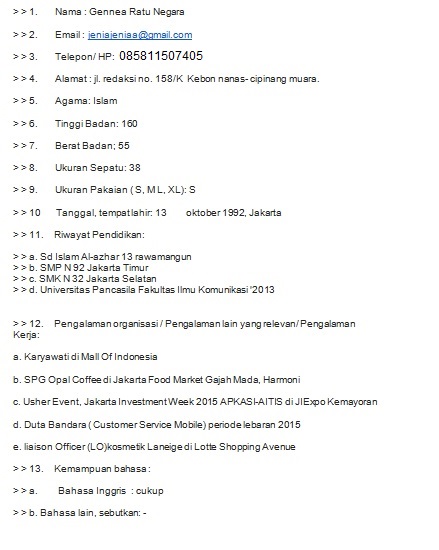 >>1. Nama : Gennea Ratu Negara
>>2. Email : jeniajeniaa@gmail.com
>>3. Telepon/ HP: 085811507405
>>4. Alamat : jl. redaksi no. 158/K Kebon nanas- cipinang muara.
>>5. Agama: Islam
>>6. Tinggi Badan: 160
>>7. Berat Badan; 55
>>8. Ukuran Sepatu: 38
>>9. Ukuran Pakaian ( S, M L, XL): S
>>10 Tanggal, tempat lahir: 13 oktober 1992, Jakarta
>>11. Riwayat Pendidikan:
>>a. Sd Islam Al-azhar 13 rawamangun
>>b. SMP N 92 Jakarta Timur
>>c. SMK N 32 Jakarta Selatan
>>d. Universitas Pancasila Fakultas Ilmu Komunikasi '2013
>>12. Pengalaman organisasi / Pengalaman lain yang relevan/ Pengalaman
Kerja:
a. Karyawati di Mall Of Indonesia
b. SPG Opal Coffee di Jakarta Food Market Gajah Mada, Harmoni
c. Usher Event, Jakarta Investment Week 2015 APKASI-AITIS di JIExpo Kemayoran
d. Duta Bandara ( Customer Service Mobile) periode lebaran 2015
e. liaison Officer (LO)kosmetik Laneige di Lotte Shopping Avenue
>>13. Kemampuan bahasa :
>>a. Bahasa Inggris : cukup
>>b. Bahasa lain, sebutkan: -